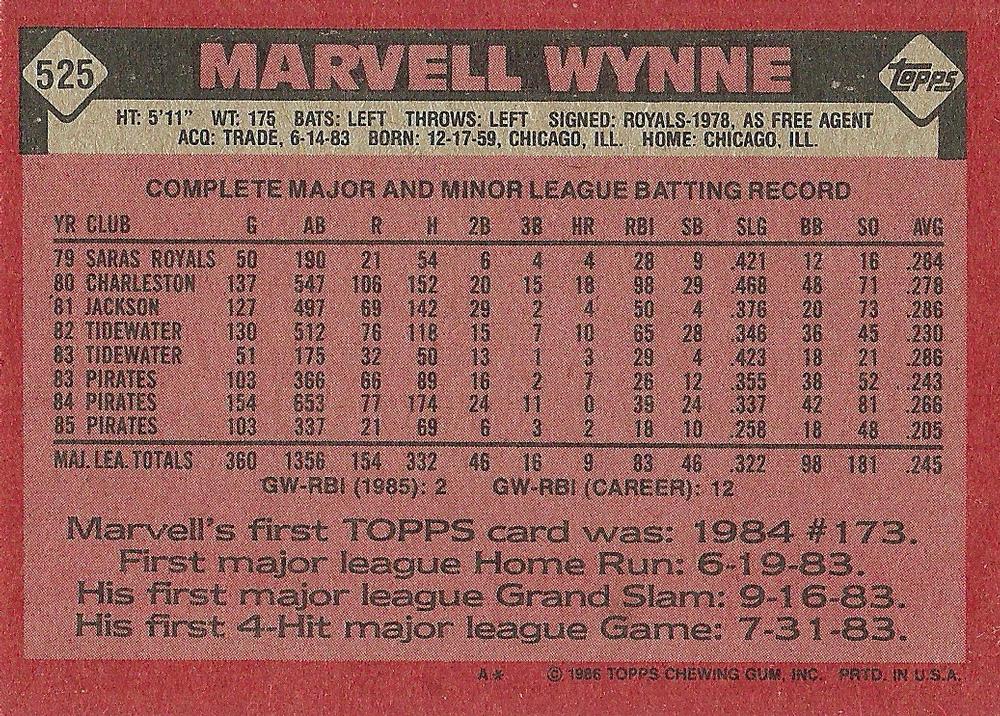 525 MARVELL WYNNE TOPPS
HT: 5'11" WT: 175 BATS: LEFT THROWS: LEFT SIGNED: ROYALS-1978, AS FREE AGENT
ACQ: TRADE, 6-14-83 BORN: 12-17-59, CHICAGO, ILL. HOME: CHICAGO, ILL.
COMPLETE MAJOR AND MINOR LEAGUE BATTING RECORD
YR CLUB G AB R H 2B 3B HR RBI SB SLG BB SO AVG
79 SARAS ROYALS 50 190 21 54 6 4 4 28 9 .421 12 16 .284
80 CHARLESTON 137 547 106 152 20 15 18 98 29 .468 48 71 .278
'81 JACKSON 127 497 69 142 29 2 4 50 4 .376 20 73 .286
82 TIDEWATER 130 512 76 118 15 7 10 65 28 .346 36 45 .230
83 TIDEWATER 51 175 32 50 13 1 3 29 4 .423 18 21 .286
83 PIRATES 103 366 66 89 16 2 7 26 12 .355 38 52 .243
84 PIRATES 154 653 77 174 24 11 0 39 24 .337 42 81 .266
85 PIRATES 103 337 21 69 6 3 2 18 10 .258 18 48 .205
MAJ. LEA. TOTALS 360 1356 154 332 46 16 9 83 46 .322 98 181 .245
GW-RBI (1985): 2 GW-RBI (CAREER): 12
Marvell's first TOPPS card was: 1984 #173.
First major league Home Run: 6-19-83.
His first major league Grand Slam: 9-16-83.
His first 4-Hit major league Game: 7-31-83.
A* © 1986 TOPPS CHEWING GUM, INC. PRTD. IN U.S.A.